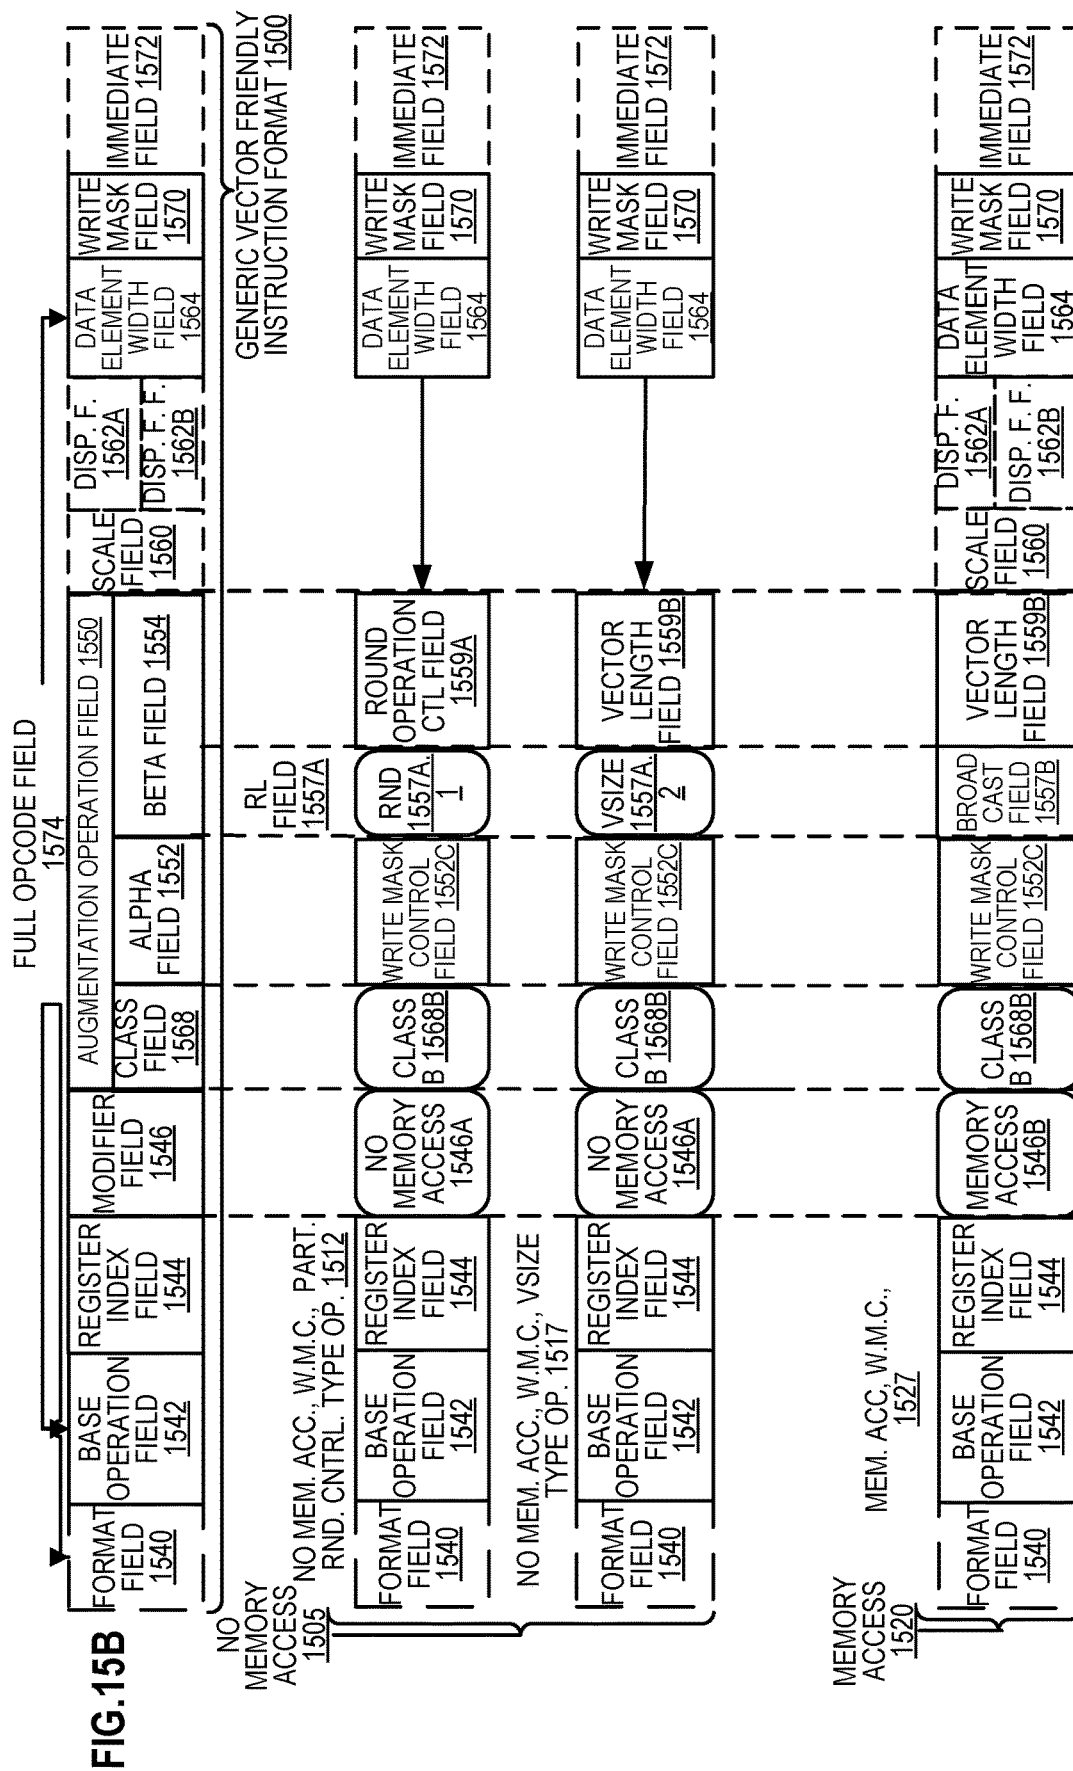 FIG.15B
FULL OPCODE FIELD
1574
FORMAT
FIELD
1540
BASE
OPERATION
FIELD
1542
REGISTER
INDEX
FIELD
1544
MODIFIER
FIELD
1546
AUGMENTATION OPERATION FIELD 1550
CLASS
FIELD
1568
ALPHA
FIELD 1552
BETA FIELD 1554
SCALE
FIELD
1560
DISP. F.
1562A
DISP. F. F.
1562B
DATA
ELEMENT
WIDTH
FIELD
1564
WRITE
MASK
FIELD
1570
IMMEDIATE
FIELD 1572
GENERIC VECTOR FRIENDLY
INSTRUCTION FORMAT 1500
NO
MEMORY
ACCESS
1505
RL
FIELD
1557A
NO MEM. ACC., W.M.C., PART.
RND. CNTRL. TYPE OP. 1512
FORMAT
FIELD
1540
BASE
OPERATION
FIELD
1542
REGISTER
INDEX
FIELD
1544
NO
MEMORY
ACCESS
1546A
CLASS
B 1568B
WRITE MASK
CONTROL
FIELD 1552C
RND
1557A.
1
ROUND
OPERATION
CTL FIELD
1559A
DATA
ELEMENT
WIDTH
FIELD
1564
WRITE
MASK
FIELD
1570
IMMEDIATE
FIELD 1572
NO MEM. ACC., W.M.C., VSIZE
TYPE OP. 1517
FORMAT
FIELD
1540
BASE
OPERATION
FIELD
1542
REGISTER
INDEX
FIELD
1544
NO
MEMORY
ACCESS
1546A
CLASS
B 1568B
WRITE MASK
CONTROL
FIELD 1552C
VSIZE
1557A.
2
VECTOR
LENGTH
FIELD 1559B
DATA
ELEMENT
WIDTH
FIELD
1564
WRITE
MASK
FIELD
1570
IMMEDIATE
FIELD 1572
MEMORY
ACCESS
1520
MEM. ACC, W.M.C.,
1527
FORMAT
FIELD
1540
BASE
OPERATION
FIELD
1542
REGISTER
INDEX
FIELD
1544
MEMORY
ACCESS
1546B
CLASS
B 1568B
WRITE MASK
CONTROL
FIELD 1552C
BROAD
CAST
FIELD
1557B
VECTOR
LENGTH
FIELD 1559B
SCALE
FIELD
1560
DISP. F.
1562A
DISP. F. F.
1562B
DATA
ELEMENT
WIDTH
FIELD
1564
WRITE
MASK
FIELD
1570
IMMEDIATE
FIELD 1572